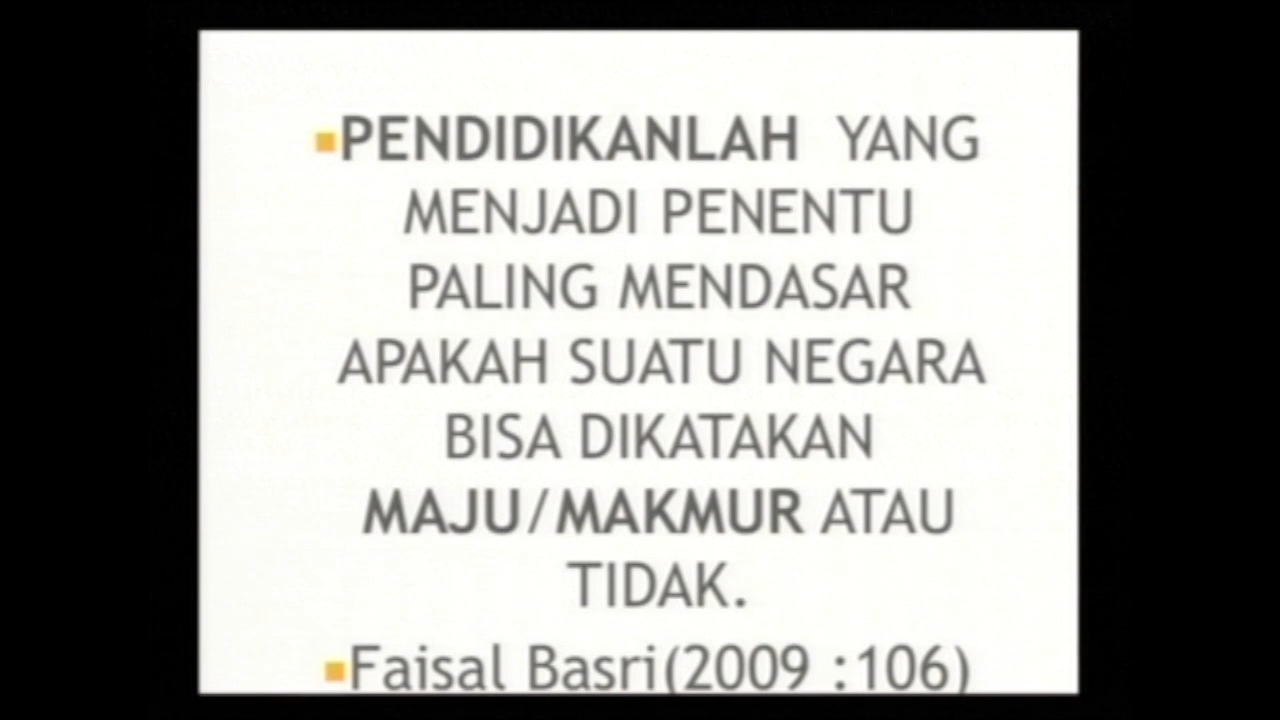 ▪PENDIDIKANLAH YANG
MENJADI PENENTU
PALING MENDASAR
APAKAH SUATU NEGARA
BISA DIKATAKAN
MAJU/MAKMUR ATAU
TIDAK.
▪Faisal Basri(2009 :106)